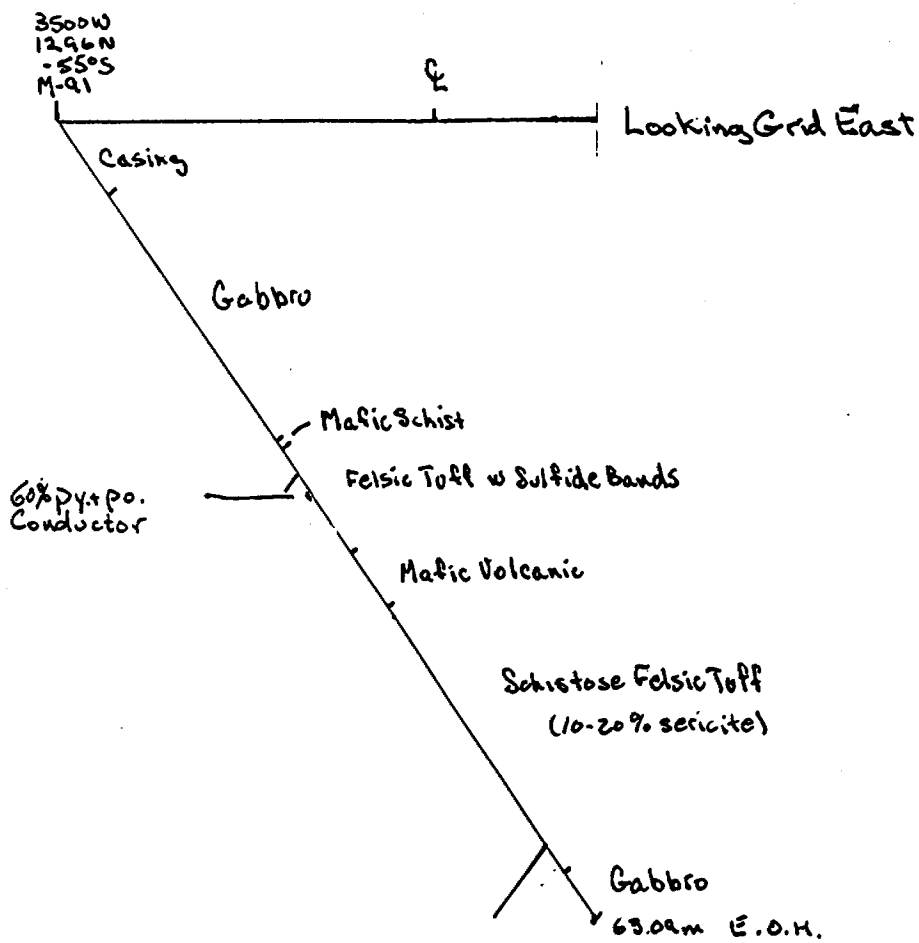 3500W
1296N
-55°S
M-91
℄
Looking Grid East
Casing
Gabbro
Mafic Schist
Felsic Tuff w Sulfide Bands
60% py.+po.
Conductor
Mafic Volcanic
Schistose Felsic Tuff
(10-20% sericite)
Gabbro
63.09m E.O.H.